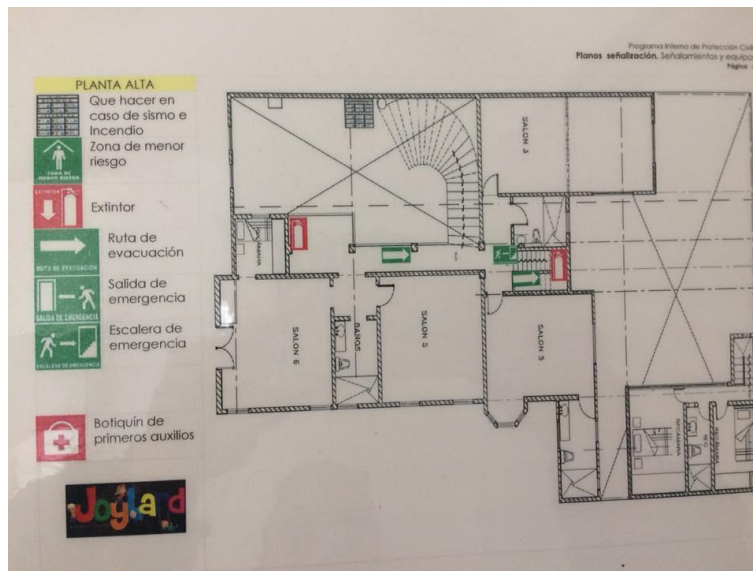 Programa Interno de Protección Civil
Planos señalización. Señalamientos y equipo
Página
PLANTA ALTA
Que hacer en
caso de sismo e
Incendio
ZONA DE
MENOR RIESGO
Zona de menor
riesgo
EXTINTOR
Extintor
RUTA DE EVACUACIÓN
Ruta de
evacuación
SALIDA DE EMERGENCIA
Salida de
emergencia
ESCALERA DE EMERGENCIA
Escalera de
emergencia
Botiquín de
primeros auxilios
JoyLand
SALON 3
SALON 6
BAÑOS
SALON 5
SALON 5
RECAMARA